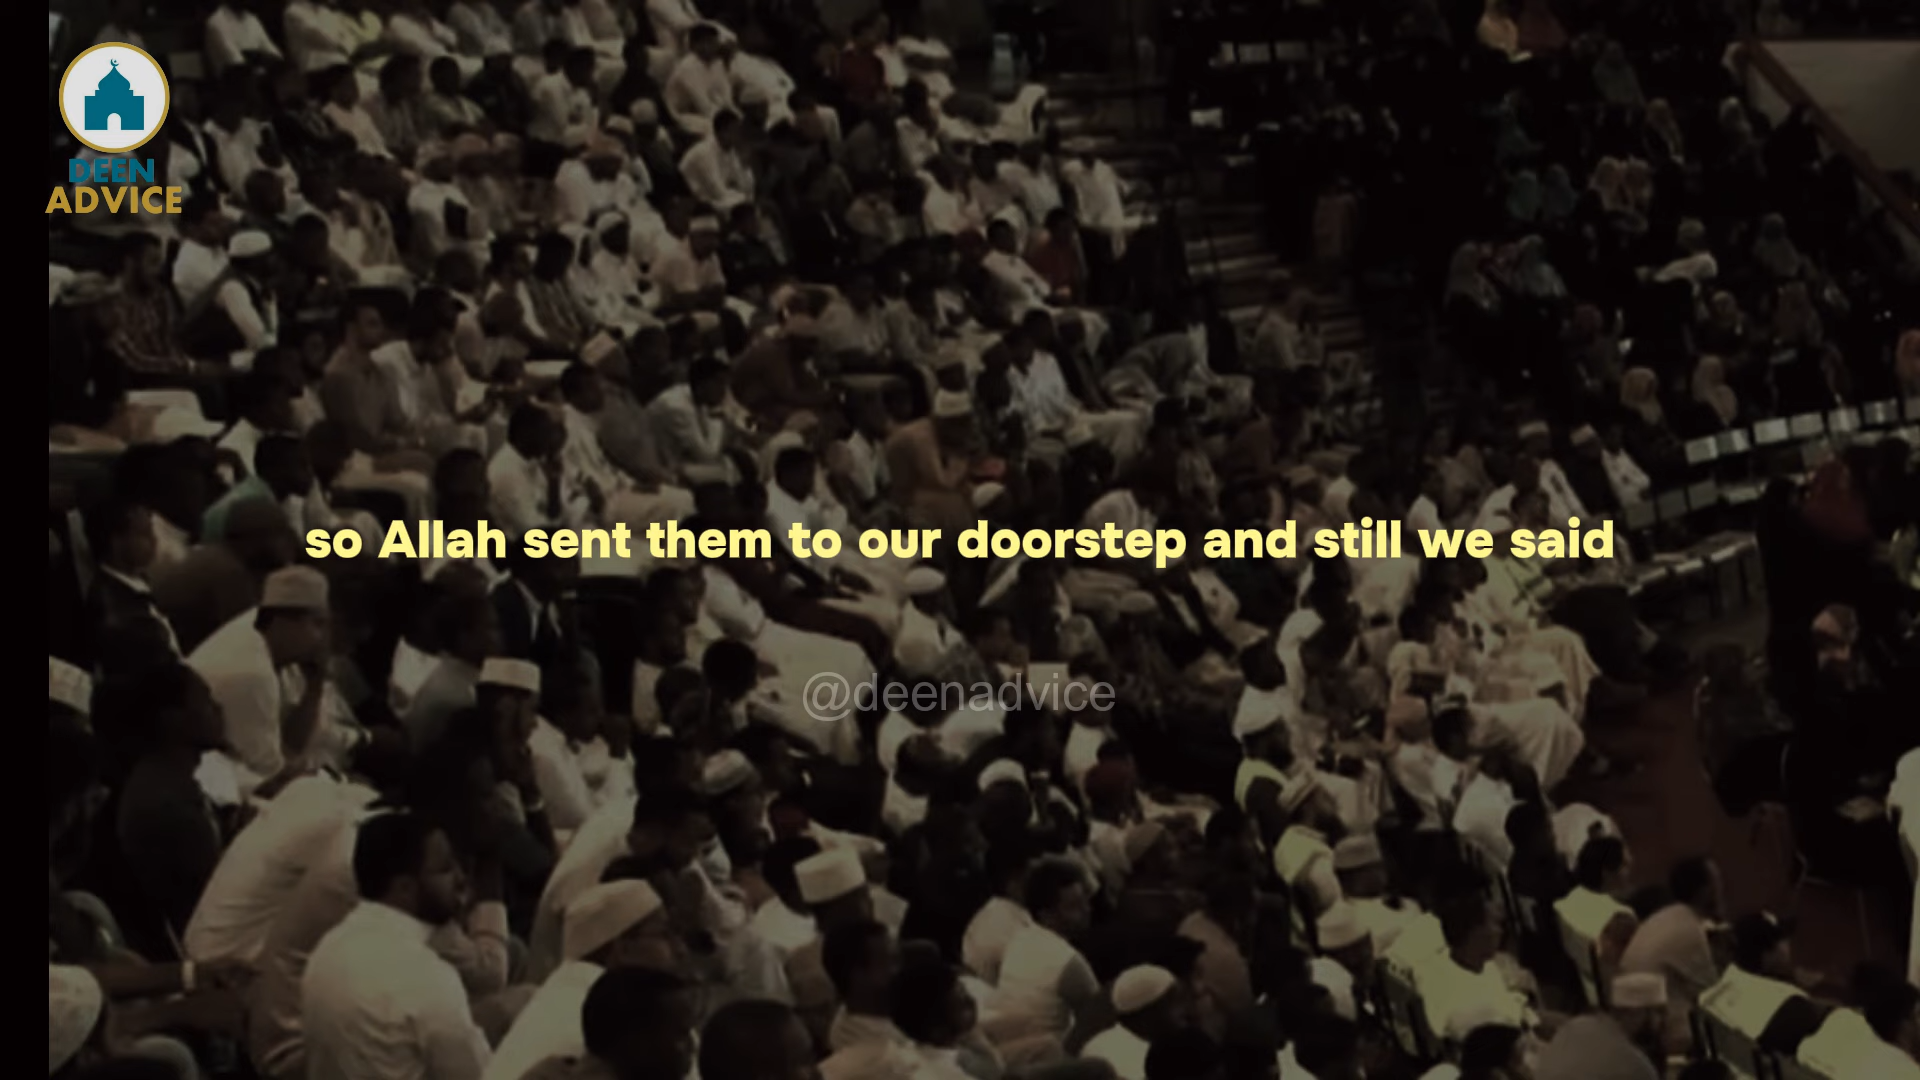 DEEN
ADVICE
so Allah sent them to our doorstep and still we said
@deenadvice